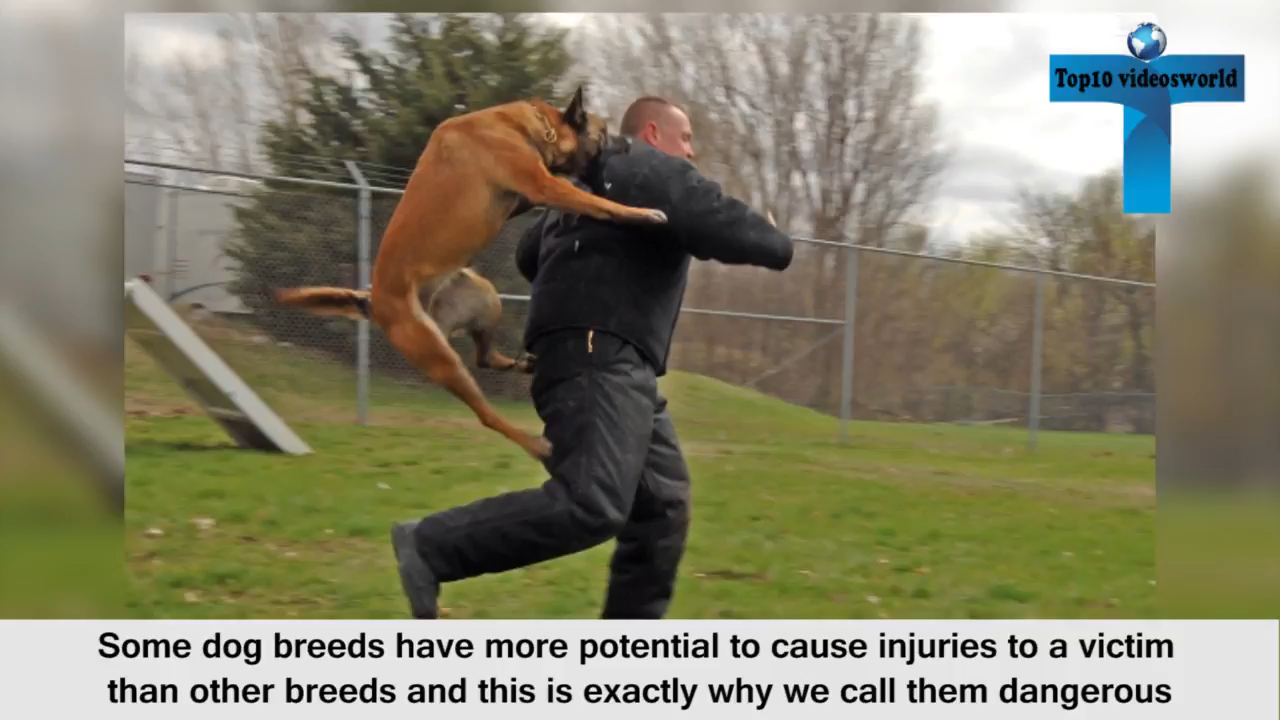 Top10 videosworld
Some dog breeds have more potential to cause injuries to a victim
than other breeds and this is exactly why we call them dangerous